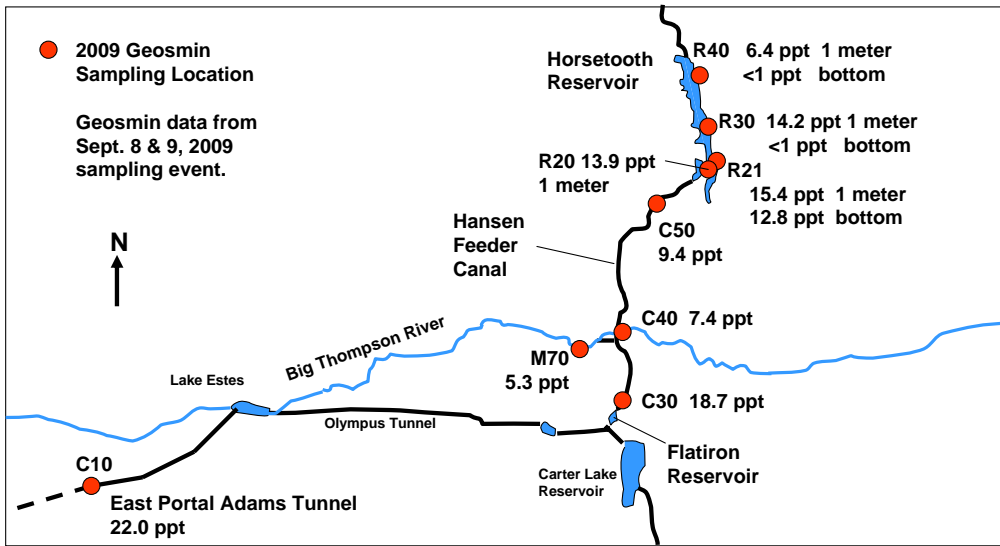 2009 Geosmin
Sampling Location
Geosmin data from
Sept. 8 & 9, 2009
sampling event.
N
Horsetooth
Reservoir
R40 6.4 ppt 1 meter
<1 ppt bottom
R30 14.2 ppt 1 meter
<1 ppt bottom
R20 13.9 ppt
1 meter
R21
15.4 ppt 1 meter
12.8 ppt bottom
C50
9.4 ppt
Hansen
Feeder
Canal
C40 7.4 ppt
Big Thompson River
M70
5.3 ppt
Lake Estes
C30 18.7 ppt
Olympus Tunnel
Flatiron
Reservoir
Carter Lake
Reservoir
C10
East Portal Adams Tunnel
22.0 ppt